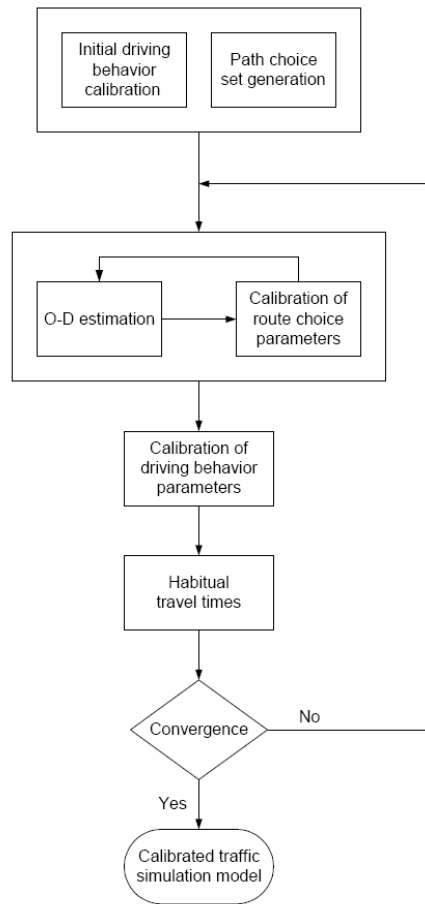 Initial driving
behavior
calibration
Path choice
set generation
O-D estimation
Calibration of
route choice
parameters
Calibration of
driving behavior
parameters
Habitual
travel times
Convergence
No
Yes
Calibrated traffic
simulation model